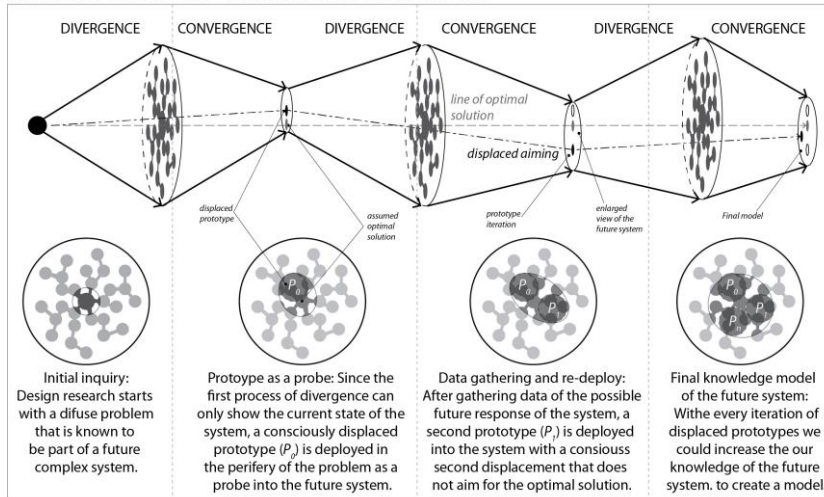 DIVERGENCE CONVERGENCE DIVERGENCE CONVERGENCE DIVERGENCE CONVERGENCE
line of optimal
solution
displaced aiming
displaced
prototype
assumed
optimal
solution
prototype
iteration
enlarged
view of the
future system
Final model
P0
P0
P1
P0
P1
Pn
Initial inquiry:
Design research starts
with a difuse problem
that is known to
be part of a future
complex system.
Protoype as a probe: Since the
first process of divergence can
only show the current state of the
system, a consciously displaced
prototype (P0) is deployed in
the perifery of the problem as a
probe into the future system.
Data gathering and re-deploy:
After gathering data of the possible
future response of the system, a
second prototype (P1) is deployed
into the system with a consiouss
second displacement that does
not aim for the optimal solution.
Final knowledge model
of the future system:
Withe every iteration of
displaced prototypes we
could increase the our
knowledge of the future
system. to create a model.